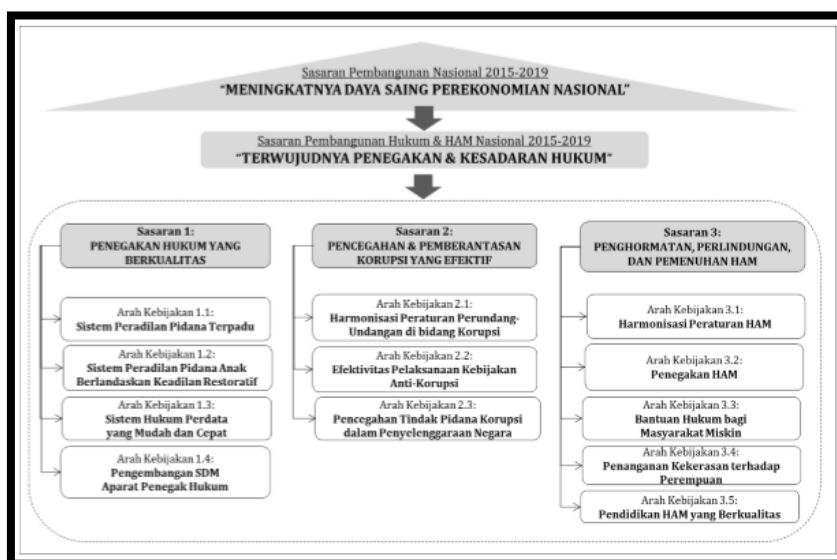 Sasaran Pembangunan Nasional 2015-2019
"MENINGKATNYA DAYA SAING PEREKONOMIAN NASIONAL"
Sasaran Pembangunan Hukum & HAM Nasional 2015-2019
"TERWUJUDNYA PENEGAKAN & KESADARAN HUKUM"
Sasaran 1:
PENEGAKAN HUKUM YANG
BERKUALITAS
Arah Kebijakan 1.1:
Sistem Peradilan Pidana Terpadu
Arah Kebijakan 1.2:
Sistem Peradilan Pidana Anak
Berlandaskan Keadilan Restoratif
Arah Kebijakan 1.3:
Sistem Hukum Perdata
yang Mudah dan Cepat
Arah Kebijakan 1.4:
Pengembangan SDM
Aparat Penegak Hukum
Sasaran 2:
PENCEGAHAN & PEMBERANTASAN
KORUPSI YANG EFEKTIF
Arah Kebijakan 2.1:
Harmonisasi Peraturan Perundang-
Undangan di bidang Korupsi
Arah Kebijakan 2.2:
Efektivitas Pelaksanaan Kebijakan
Anti-Korupsi
Arah Kebijakan 2.3:
Pencegahan Tindak Pidana Korupsi
dalam Penyelenggaraan Negara
Sasaran 3:
PENGHORMATAN, PERLINDUNGAN,
DAN PEMENUHAN HAM
Arah Kebijakan 3.1:
Harmonisasi Peraturan HAM
Arah Kebijakan 3.2:
Penegakan HAM
Arah Kebijakan 3.3:
Bantuan Hukum bagi
Masyarakat Miskin
Arah Kebijakan 3.4:
Penanganan Kekerasan terhadap
Perempuan
Arah Kebijakan 3.5:
Pendidikan HAM yang Berkualitas